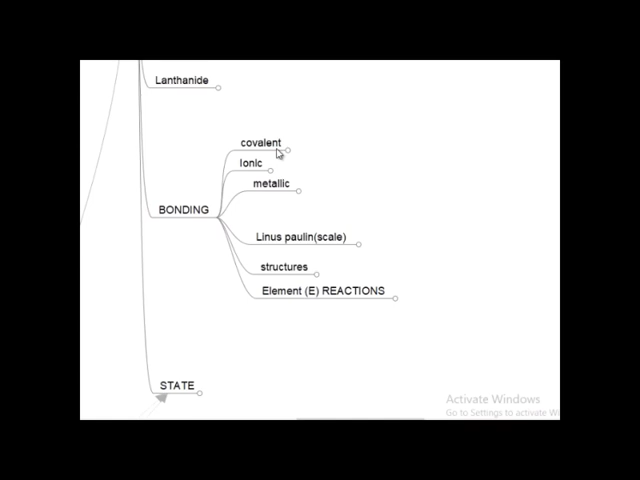 Lanthanide
covalent
Ionic
metallic
BONDING
Linus paulin(scale)
structures
Element (E) REACTIONS
STATE
Activate Windows
Go to Settings to activate Wi